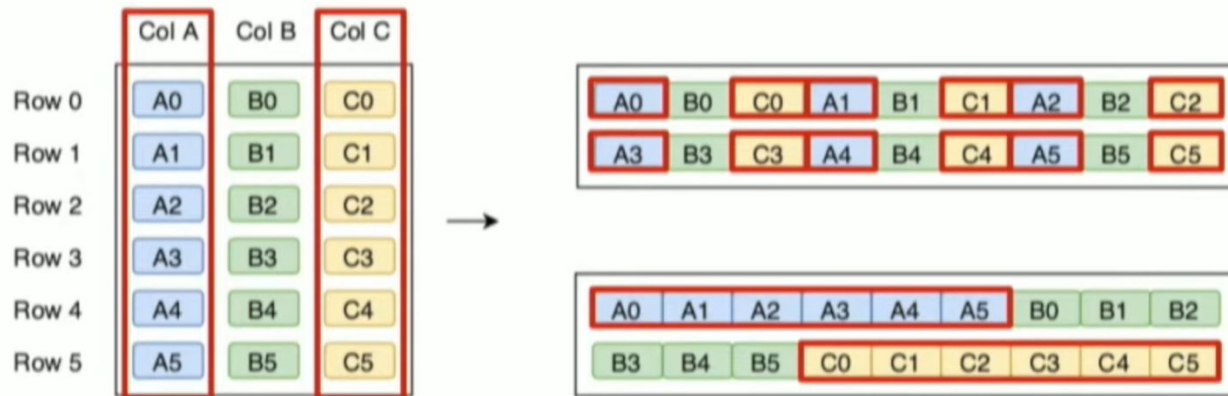 Col A Col B Col C
Row 0 A0 B0 C0
Row 1 A1 B1 C1
Row 2 A2 B2 C2
Row 3 A3 B3 C3
Row 4 A4 B4 C4
Row 5 A5 B5 C5
A0 B0 C0 A1 B1 C1 A2 B2 C2
A3 B3 C3 A4 B4 C4 A5 B5 C5
A0 A1 A2 A3 A4 A5 B0 B1 B2
B3 B4 B5 C0 C1 C2 C3 C4 C5